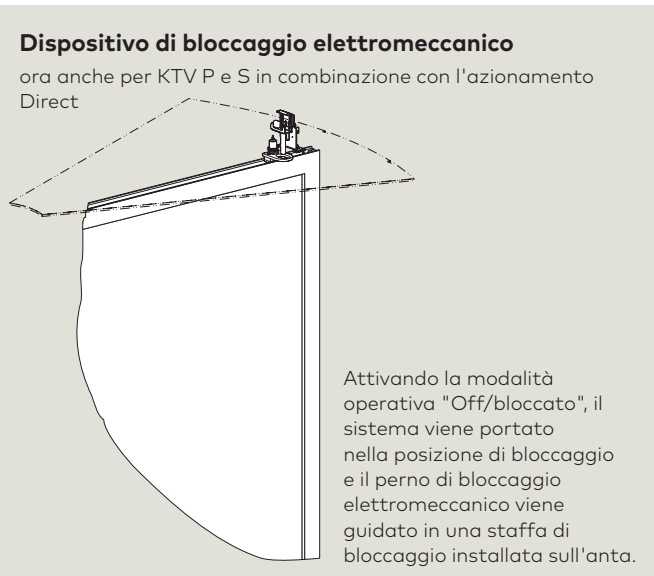 Dispositivo di bloccaggio elettromeccanico
ora anche per KTV P e S in combinazione con l'azionamento
Direct
Attivando la modalità
operativa "Off/bloccato", il
sistema viene portato
nella posizione di bloccaggio
e il perno di bloccaggio
elettromeccanico viene
guidato in una staffa di
bloccaggio installata sull'anta.